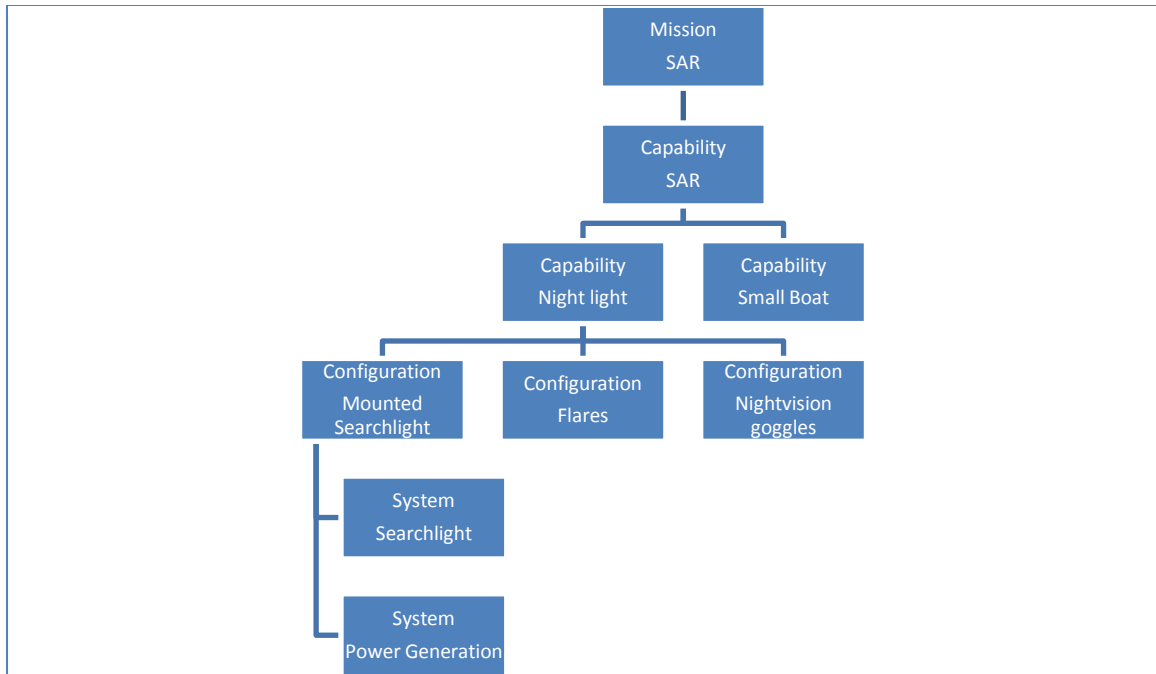 Mission
SAR
Capability
SAR
Capability
Night light
Capability
Small Boat
Configuration
Mounted
Searchlight
Configuration
Flares
Configuration
Nightvision
goggles
System
Searchlight
System
Power Generation